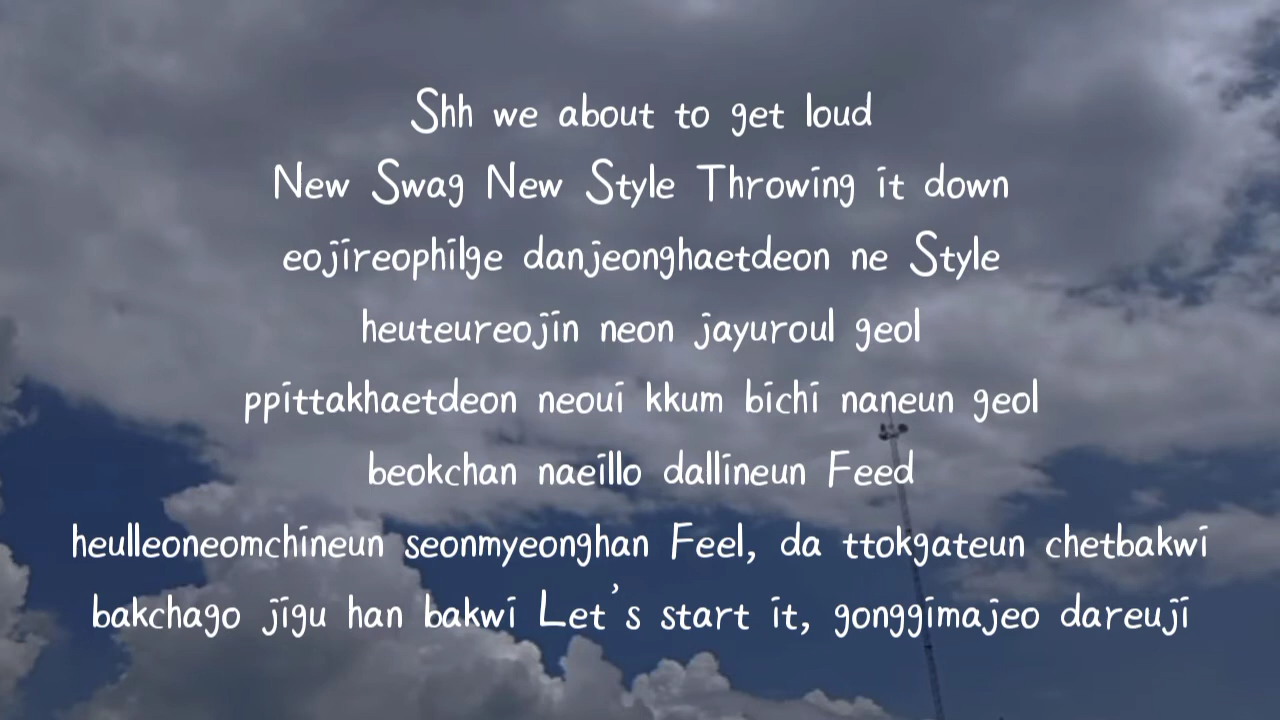 Shh we about to get loud
New Swag New Style Throwing it down
eojireophilge danjeonghaetdeon ne Style
heuteureojin neon jayuroul geol
ppittakhaetdeon neoui kkum bichi naneun geol
beokchan naeillo dallineun Feed
heulleoneomchineun seonmyeonghan Feel, da ttokgateun chetbakwi
bakchago jigu han bakwi Let's start it, gonggimajeo dareuji